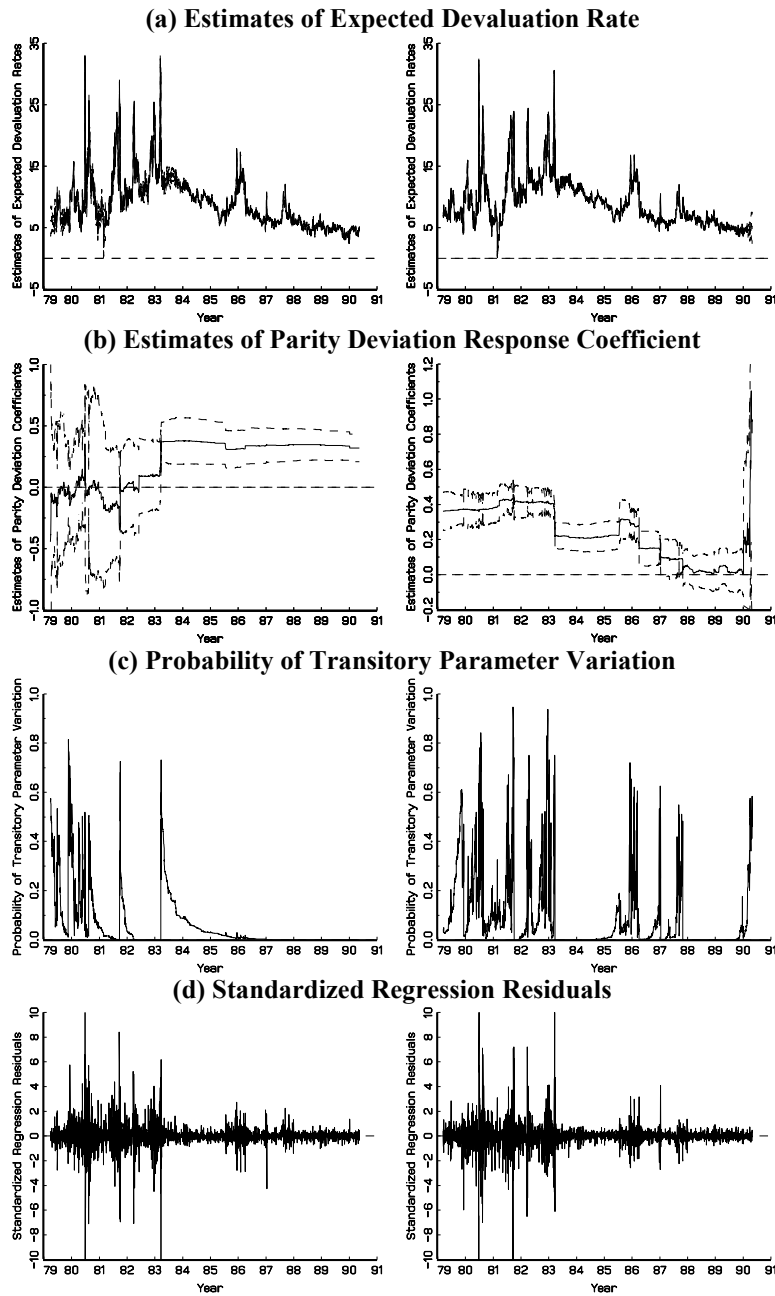 (a) Estimates of Expected Devaluation Rate
Estimates of Expected Devaluation Rates
35
25
15
5
-5
79 80 81 82 83 84 85 86 87 88 89 90 91
Year
Estimates of Expected Devaluation Rates
35
25
15
5
-5
79 80 81 82 83 84 85 86 87 88 89 90 91
Year
(b) Estimates of Parity Deviation Response Coefficient
Estimates of Parity Deviation Coefficients
1.0
0.5
0.0
-0.5
-1.0
79 80 81 82 83 84 85 86 87 88 89 90 91
Year
Estimates of Parity Deviation Coefficients
1.2
1.0
0.8
0.6
0.4
0.2
0.0
-0.2
79 80 81 82 83 84 85 86 87 88 89 90 91
Year
(c) Probability of Transitory Parameter Variation
Probability of Transitory Parameter Variation
1.0
0.8
0.6
0.4
0.2
0.0
79 80 81 82 83 84 85 86 87 88 89 90 91
Year
Probability of Transitory Parameter Variation
1.0
0.8
0.6
0.4
0.2
0.0
79 80 81 82 83 84 85 86 87 88 89 90 91
Year
(d) Standardized Regression Residuals
Standardized Regression Residuals
10
8
6
4
2
0
-2
-4
-6
-8
-10
79 80 81 82 83 84 85 86 87 88 89 90 91
Year
Standardized Regression Residuals
10
8
6
4
2
0
-2
-4
-6
-8
-10
79 80 81 82 83 84 85 86 87 88 89 90 91
Year